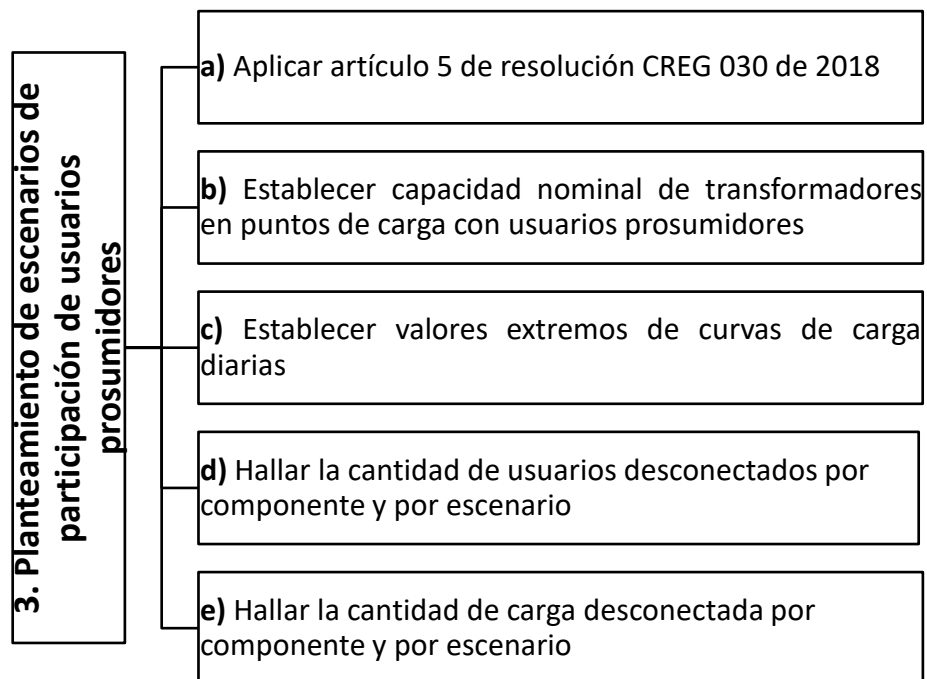 3. Planteamiento de escenarios de
participación de usuarios
prosumidores
a) Aplicar artículo 5 de resolución CREG 030 de 2018
b) Establecer capacidad nominal de transformadores
en puntos de carga con usuarios prosumidores
c) Establecer valores extremos de curvas de carga
diarias
d) Hallar la cantidad de usuarios desconectados por
componente y por escenario
e) Hallar la cantidad de carga desconectada por
componente y por escenario